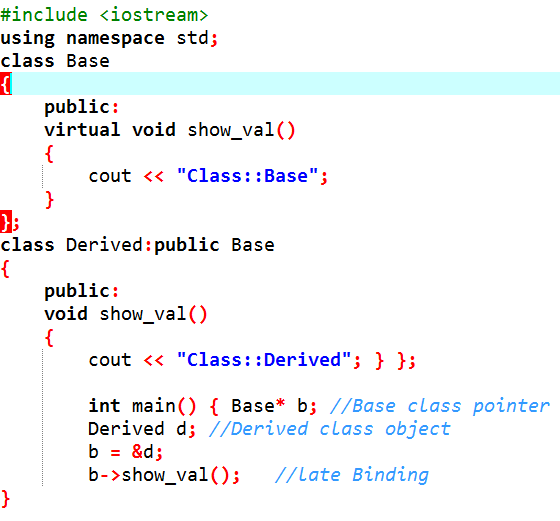 #include <iostream>
using namespace std;
class Base
{
    public:
    virtual void show_val()
    {
        cout << "Class::Base";
    }
};
class Derived:public Base
{
    public:
    void show_val()
    {
        cout << "Class::Derived"; } };
        int main() { Base* b; //Base class pointer
        Derived d; //Derived class object
        b = &d;
        b->show_val();   //late Binding
}